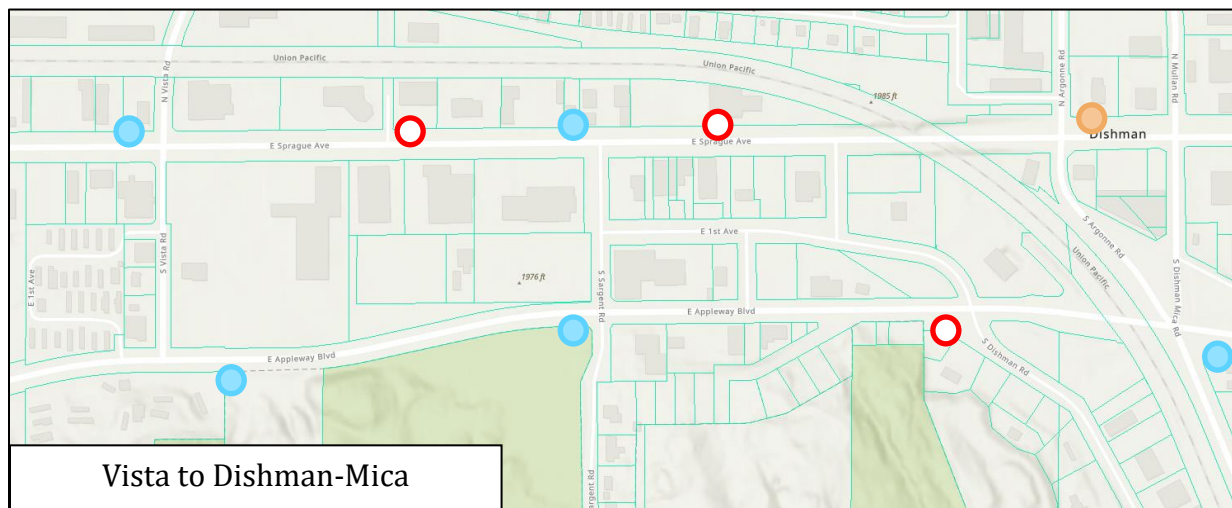 Union Pacific
Union Pacific
N Vista Rd
N Argonne Rd
N Mullan Rd
1985 ft
Dishman
E Sprague Ave
E Sprague Ave
S Vista Rd
E 1st Ave
E 1st Ave
S Argonne Rd
Union Pacific
1976 ft
S Sargent Rd
S Dishman Mica Rd
E Appleway Blvd
E Appleway Blvd
S Dishman Rd
argent Rd
Vista to Dishman-Mica